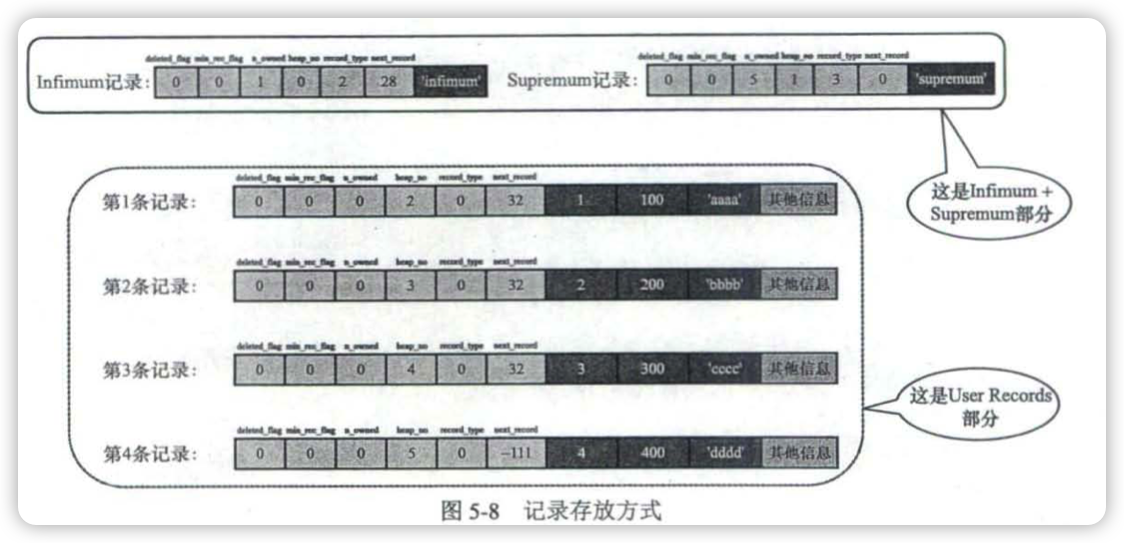 deleted_flag min_rec_flag n_owned heap_no record_type next_record
Infimum记录: 0 0 1 0 2 28 'infimum'
deleted_flag min_rec_flag n_owned heap_no record_type next_record
Supremum记录: 0 0 5 1 3 0 'supremum'
这是Infimum +
Supremum部分
deleted_flag min_rec_flag n_owned heap_no record_type next_record
第1条记录: 0 0 0 2 0 32 1 100 'aaaa' 其他信息
deleted_flag min_rec_flag n_owned heap_no record_type next_record
第2条记录: 0 0 0 3 0 32 2 200 'bbbb' 其他信息
deleted_flag min_rec_flag n_owned heap_no record_type next_record
第3条记录: 0 0 0 4 0 32 3 300 'cccc' 其他信息
这是User Records
部分
deleted_flag min_rec_flag n_owned heap_no record_type next_record
第4条记录: 0 0 0 5 0 -111 4 400 'dddd' 其他信息
图 5-8 记录存放方式